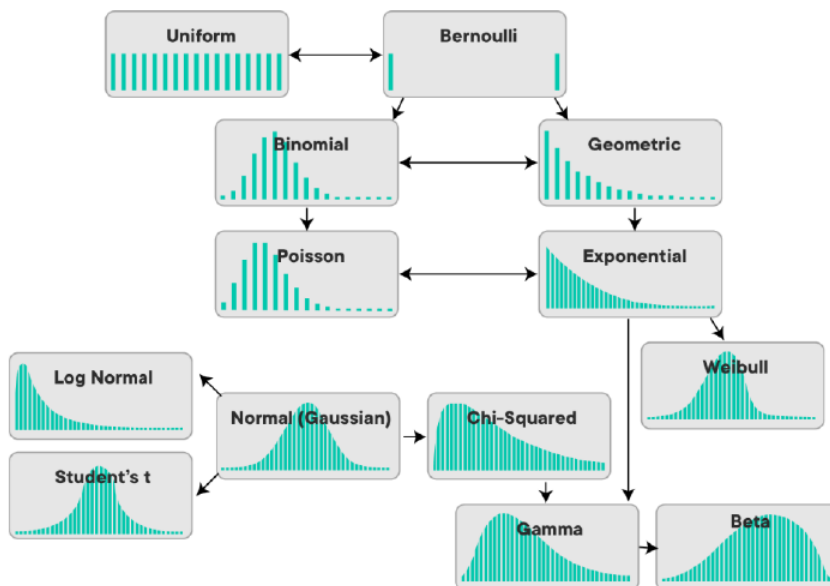 Uniform
Bernoulli
Binomial
Geometric
Poisson
Exponential
Log Normal
Weibull
Normal (Gaussian)
Chi-Squared
Student's t
Gamma
Beta